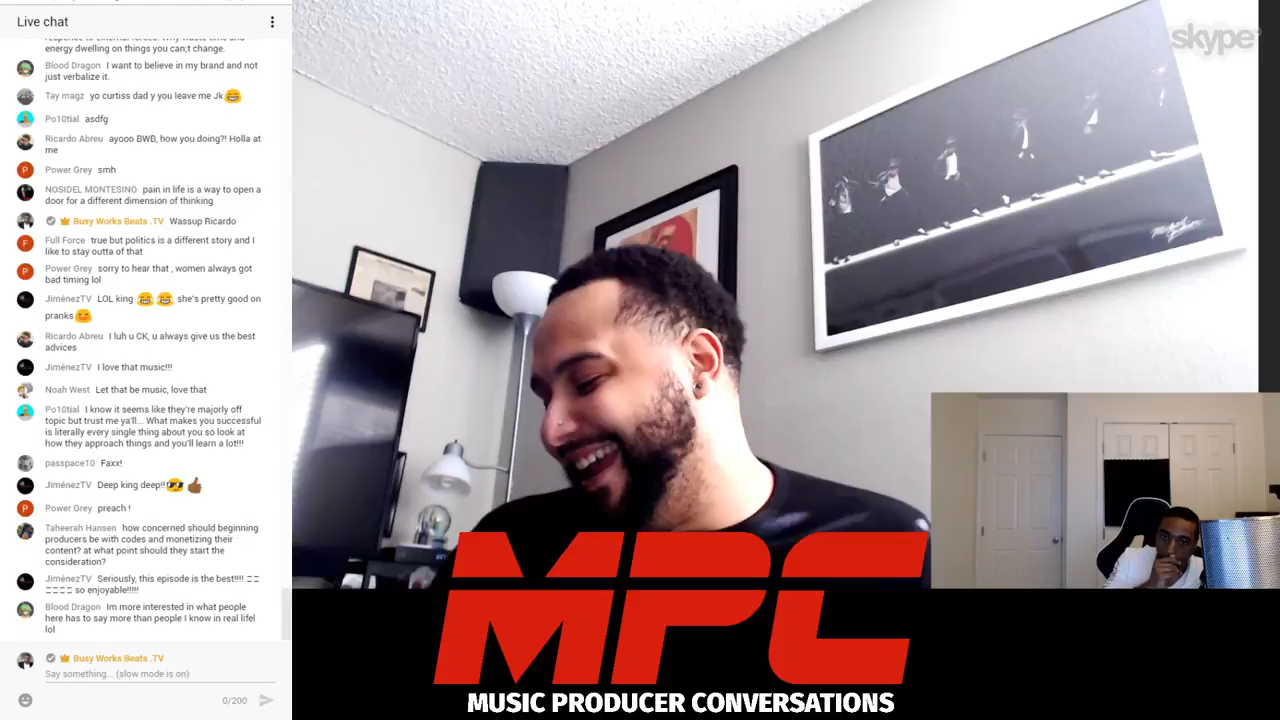 Live chat
response to external forces. Why waste time and
energy dwelling on things you can;t change.
Blood Dragon I want to believe in my brand and not
just verbalize it.
Tay magz yo curtiss dad y you leave me Jk😂
Po10tial asdfg
Ricardo Abreu ayooo BWB, how you doing?! Holla at
me
P Power Grey smh
NOSIDEL MONTESINO pain in life is a way to open a
door for a different dimension of thinking
Busy Works Beats .TV Wassup Ricardo
F Full Force true but politics is a different story and I
like to stay outta of that
P Power Grey sorry to hear that , women always got
bad timing lol
JiménezTV LOL king 😂 😂 she's pretty good on
pranks
Ricardo Abreu I luh u CK, u always give us the best
advices
JiménezTV I love that music!!!
Noah West Let that be music, love that
Po10tial I know it seems like they're majorly off
topic but trust me ya'll... What makes you successful
is literally every single thing about you so look at
how they approach things and you'll learn a lot!!!
passpace10 Faxx!
JiménezTV Deep king deep!!😎👍🏾
P Power Grey preach !
Taheerah Hansen how concerned should beginning
producers be with codes and monetizing their
content? at what point should they start the
consideration?
JiménezTV Seriously, this episode is the best!!!!
so enjoyable!!!!!
Blood Dragon Im more interested in what people
here has to say more than people I know in real lifel
lol
Busy Works Beats .TV
Say something... (slow mode is on)
0/200
skype
MPC
MUSIC PRODUCER CONVERSATIONS